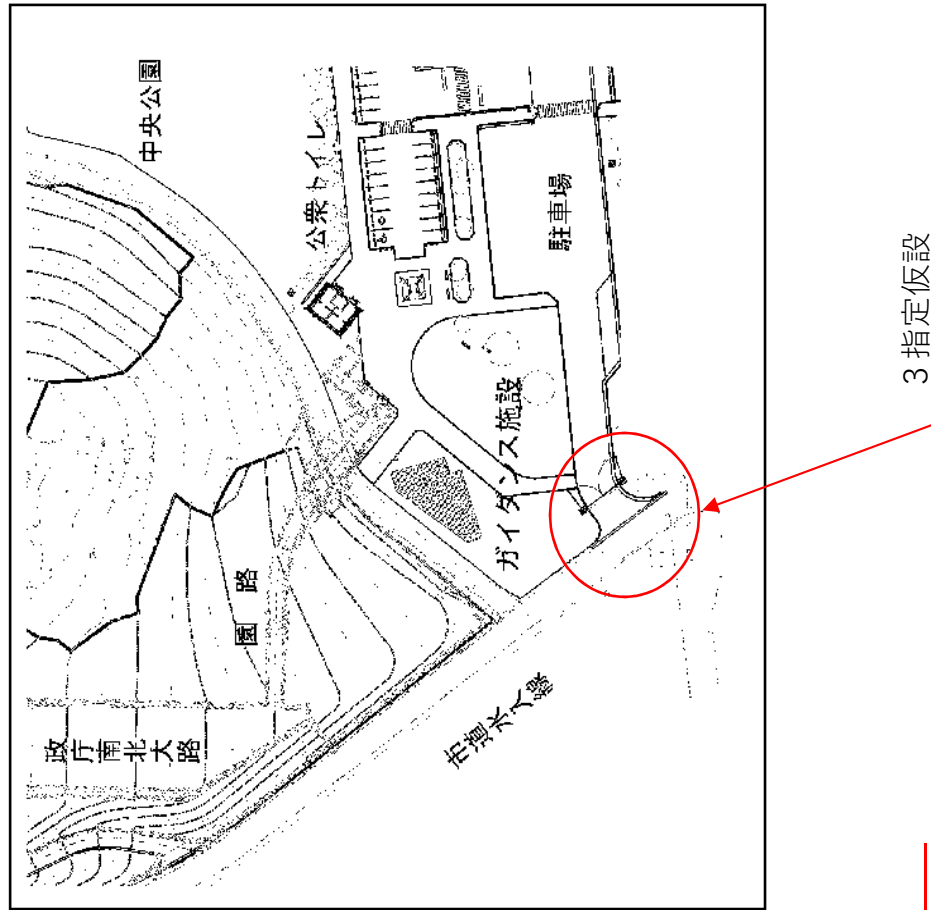 中央公園
公衆トイレ
駐車場
ガイダンス施設
園路
政庁南北大路
市道水入線
3指定仮設